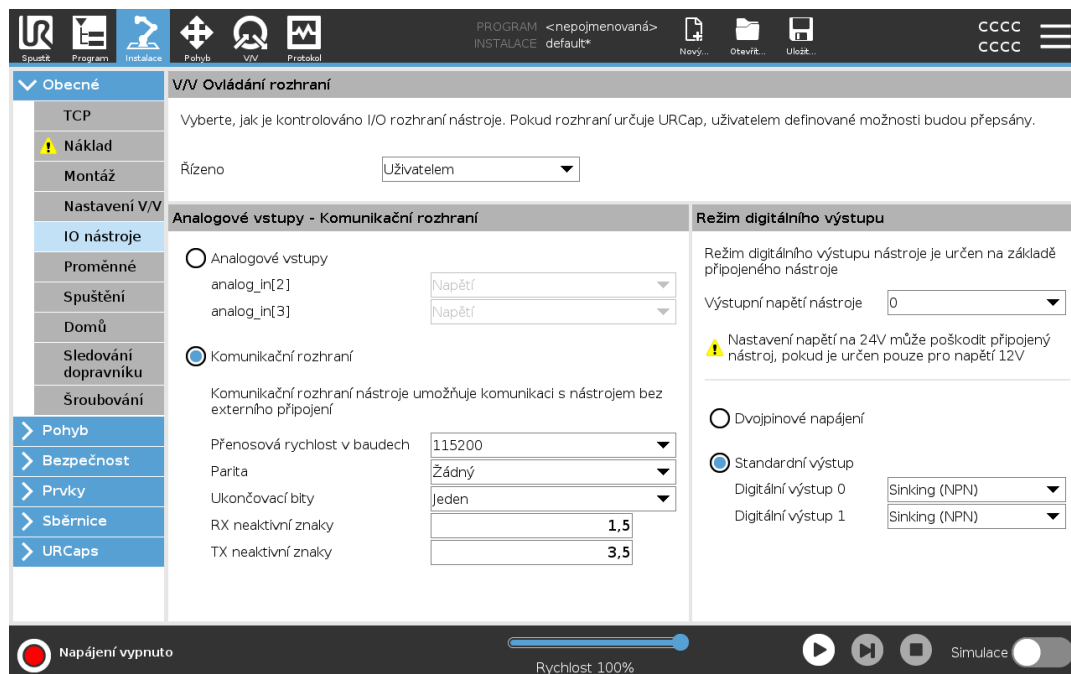 UR
PROGRAM <nepojmenovaná>
INSTALACE default*
CCCC
CCCC
Spustit Program Instalace Pohyb V/V Protokol
Nový... Otevřít... Uložit...
Obecné
TCP
Náklad
Montáž
Nastavení V/V
IO nástroje
Proměnné
Spuštění
Domů
Sledování
dopravníku
Šroubování
Pohyb
Bezpečnost
Prvky
Sběrnice
URCaps
V/V Ovládání rozhraní
Vyberte, jak je kontrolováno I/O rozhraní nástroje. Pokud rozhraní určuje URCap, uživatelem definované možnosti budou přepsány.
Řízeno Uživatelem
Analogové vstupy - Komunikační rozhraní
Analogové vstupy
analog_in[2] Napětí
analog_in[3] Napětí
Komunikační rozhraní
Komunikační rozhraní nástroje umožňuje komunikaci s nástrojem bez
externího připojení
Přenosová rychlost v baudech 115200
Parita Žádný
Ukončovací bity Jeden
RX neaktivní znaky 1,5
TX neaktivní znaky 3,5
Režim digitálního výstupu
Režim digitálního výstupu nástroje je určen na základě
připojeného nástroje
Výstupní napětí nástroje 0
Nastavení napětí na 24V může poškodit připojený
nástroj, pokud je určen pouze pro napětí 12V
Dvojpinové napájení
Standardní výstup
Digitální výstup 0 Sinking (NPN)
Digitální výstup 1 Sinking (NPN)
Napájení vypnuto
Rychlost 100%
Simulace